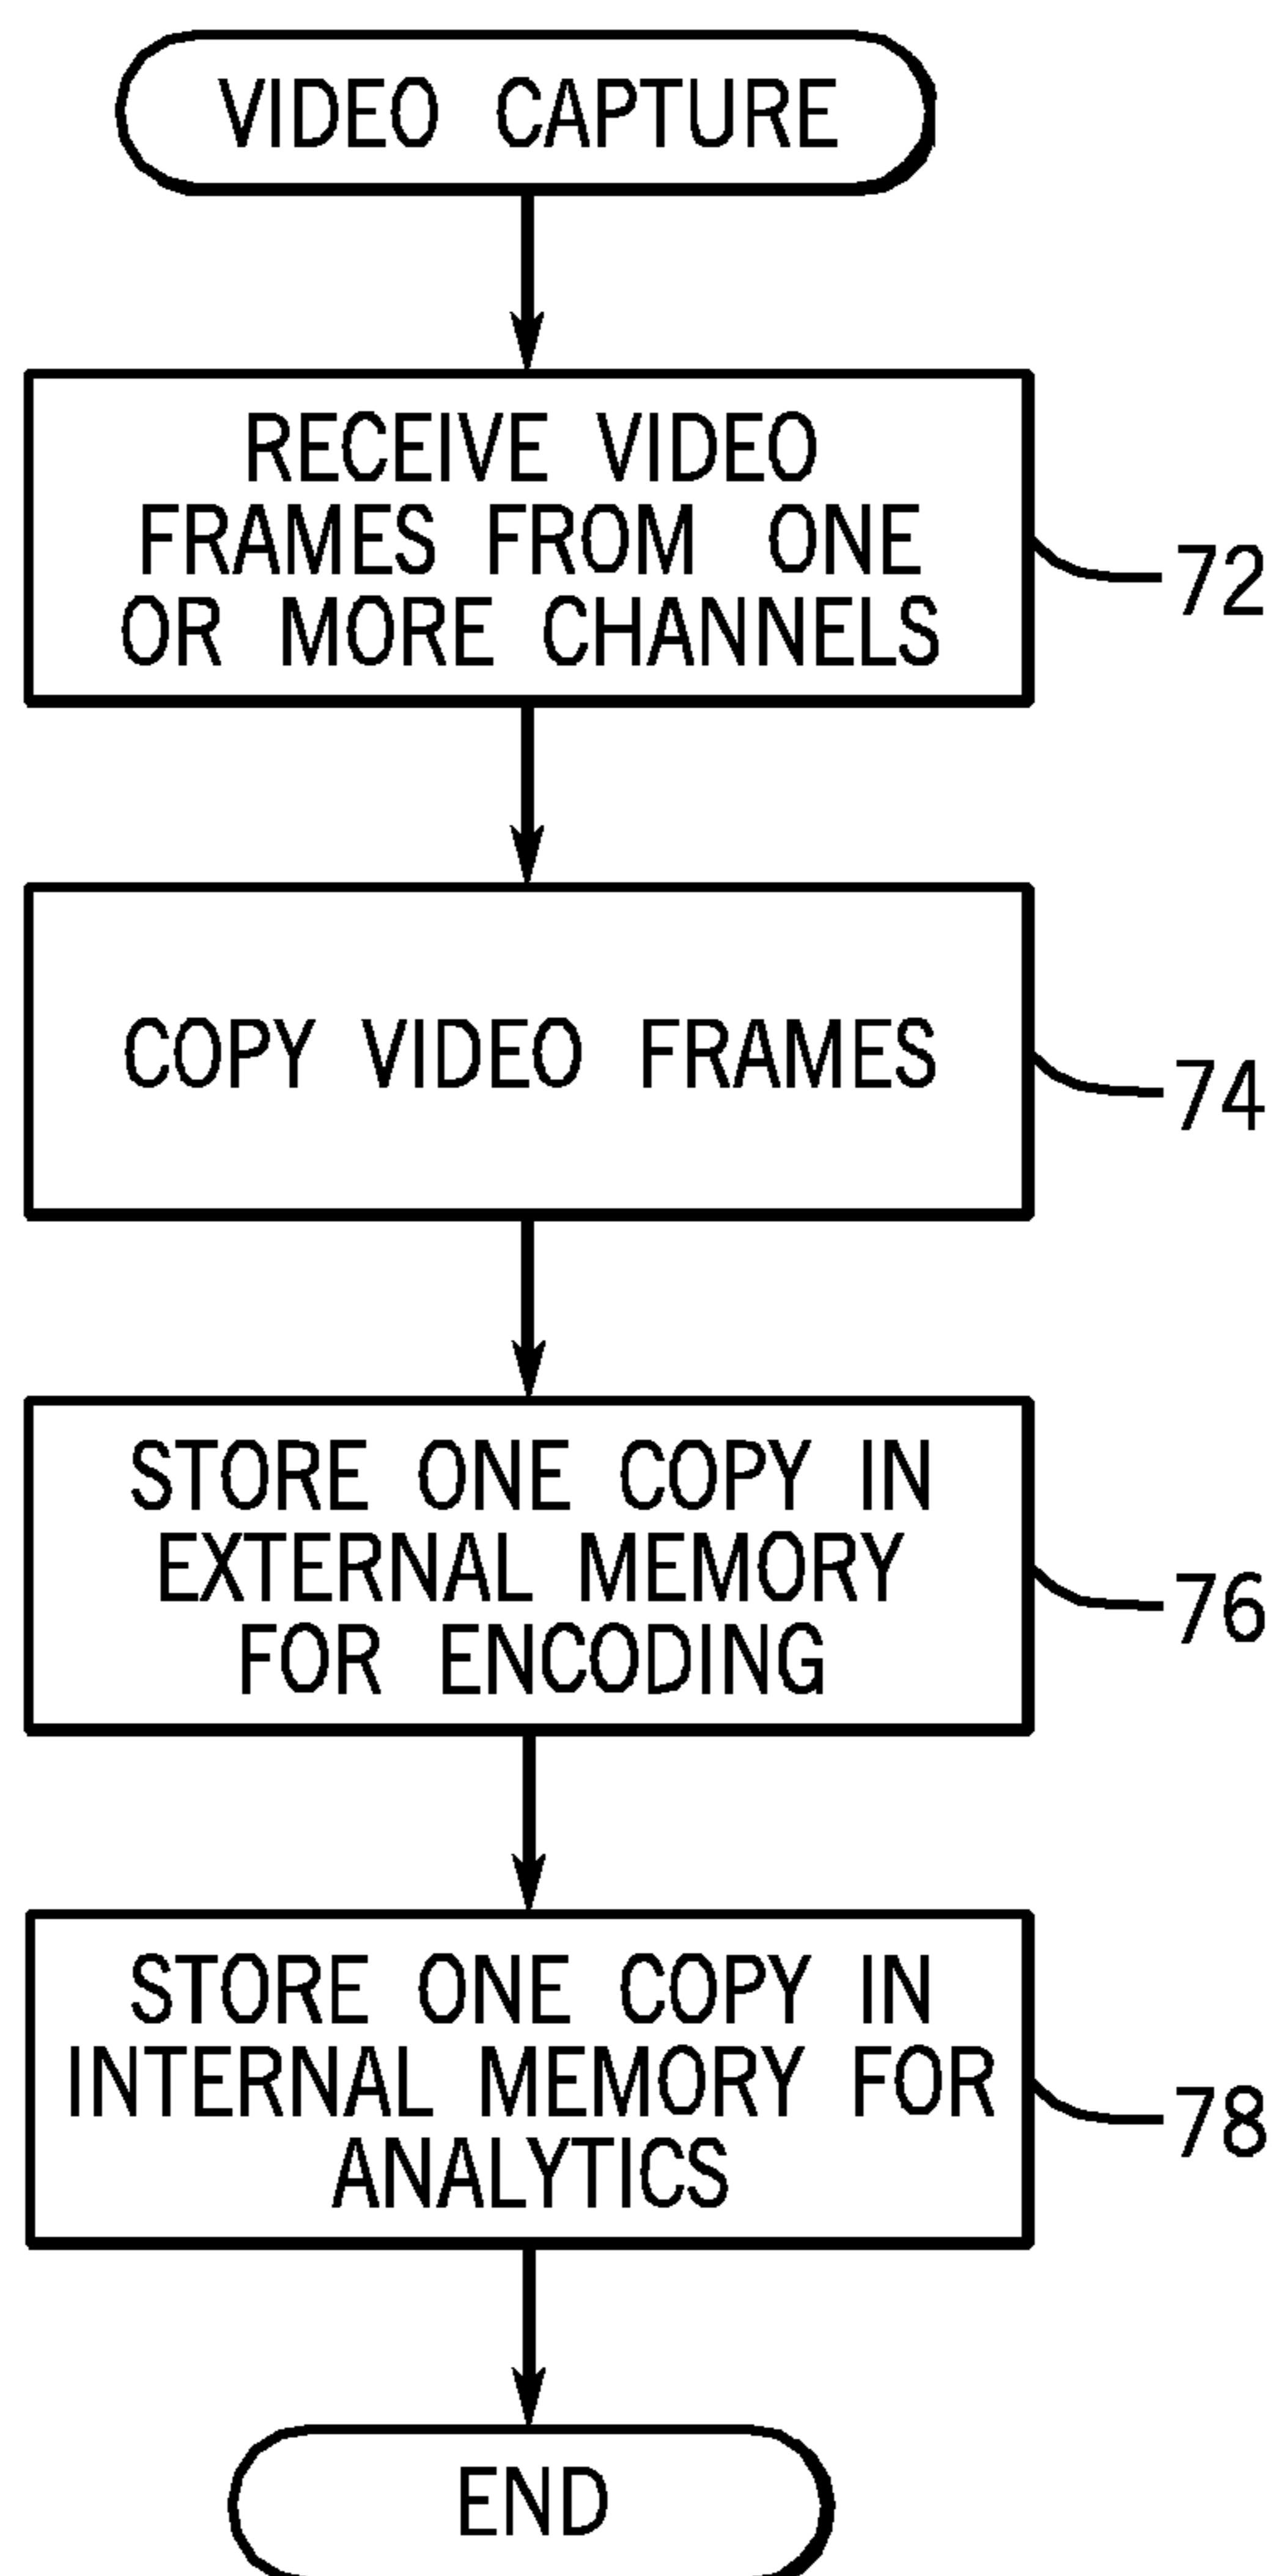 VIDEO CAPTURE
RECEIVE VIDEO
FRAMES FROM ONE
OR MORE CHANNELS
72
COPY VIDEO FRAMES
74
STORE ONE COPY IN
EXTERNAL MEMORY
FOR ENCODING
76
STORE ONE COPY IN
INTERNAL MEMORY FOR
ANALYTICS
78
END